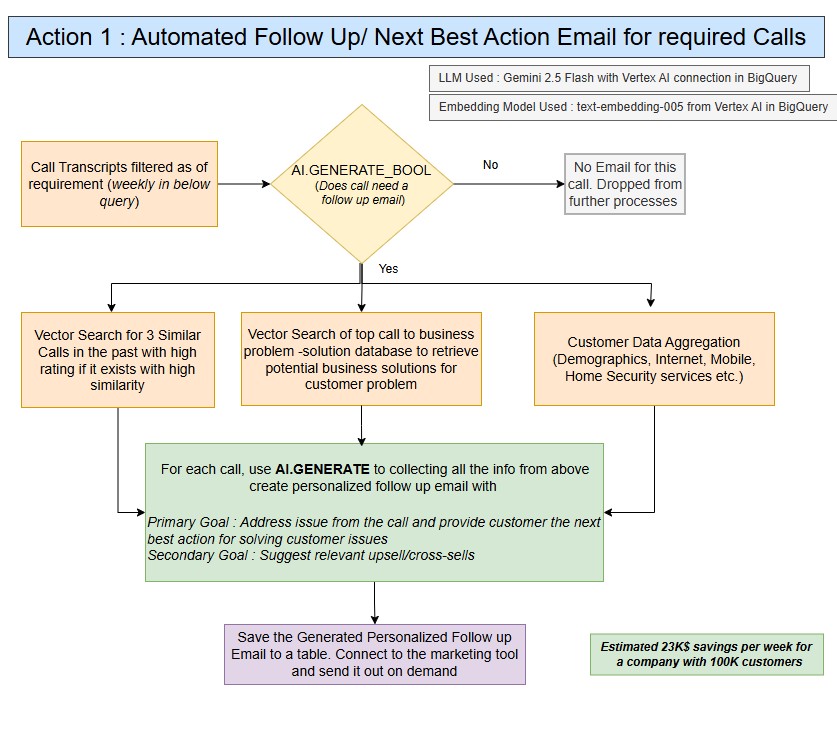 Action 1 : Automated Follow Up/ Next Best Action Email for required Calls
LLM Used : Gemini 2.5 Flash with Vertex AI connection in BigQuery
Embedding Model Used : text-embedding-005 from Vertex AI in BigQuery
Call Transcripts filtered as of
requirement (weekly in below
query)
AI.GENERATE_BOOL
(Does call need a
follow up email)
No
No Email for this
call. Dropped from
further processes
Yes
Vector Search for 3 Similar
Calls in the past with high
rating if it exists with high
similarity
Vector Search of top call to business
problem -solution database to retrieve
potential business solutions for
customer problem
Customer Data Aggregation
(Demographics, Internet, Mobile,
Home Security services etc.)
For each call, use AI.GENERATE to collecting all the info from above
create personalized follow up email with
Primary Goal : Address issue from the call and provide customer the next
best action for solving customer issues
Secondary Goal : Suggest relevant upsell/cross-sells
Save the Generated Personalized Follow up
Email to a table. Connect to the marketing tool
and send it out on demand
Estimated 23K$ savings per week for
a company with 100K customers